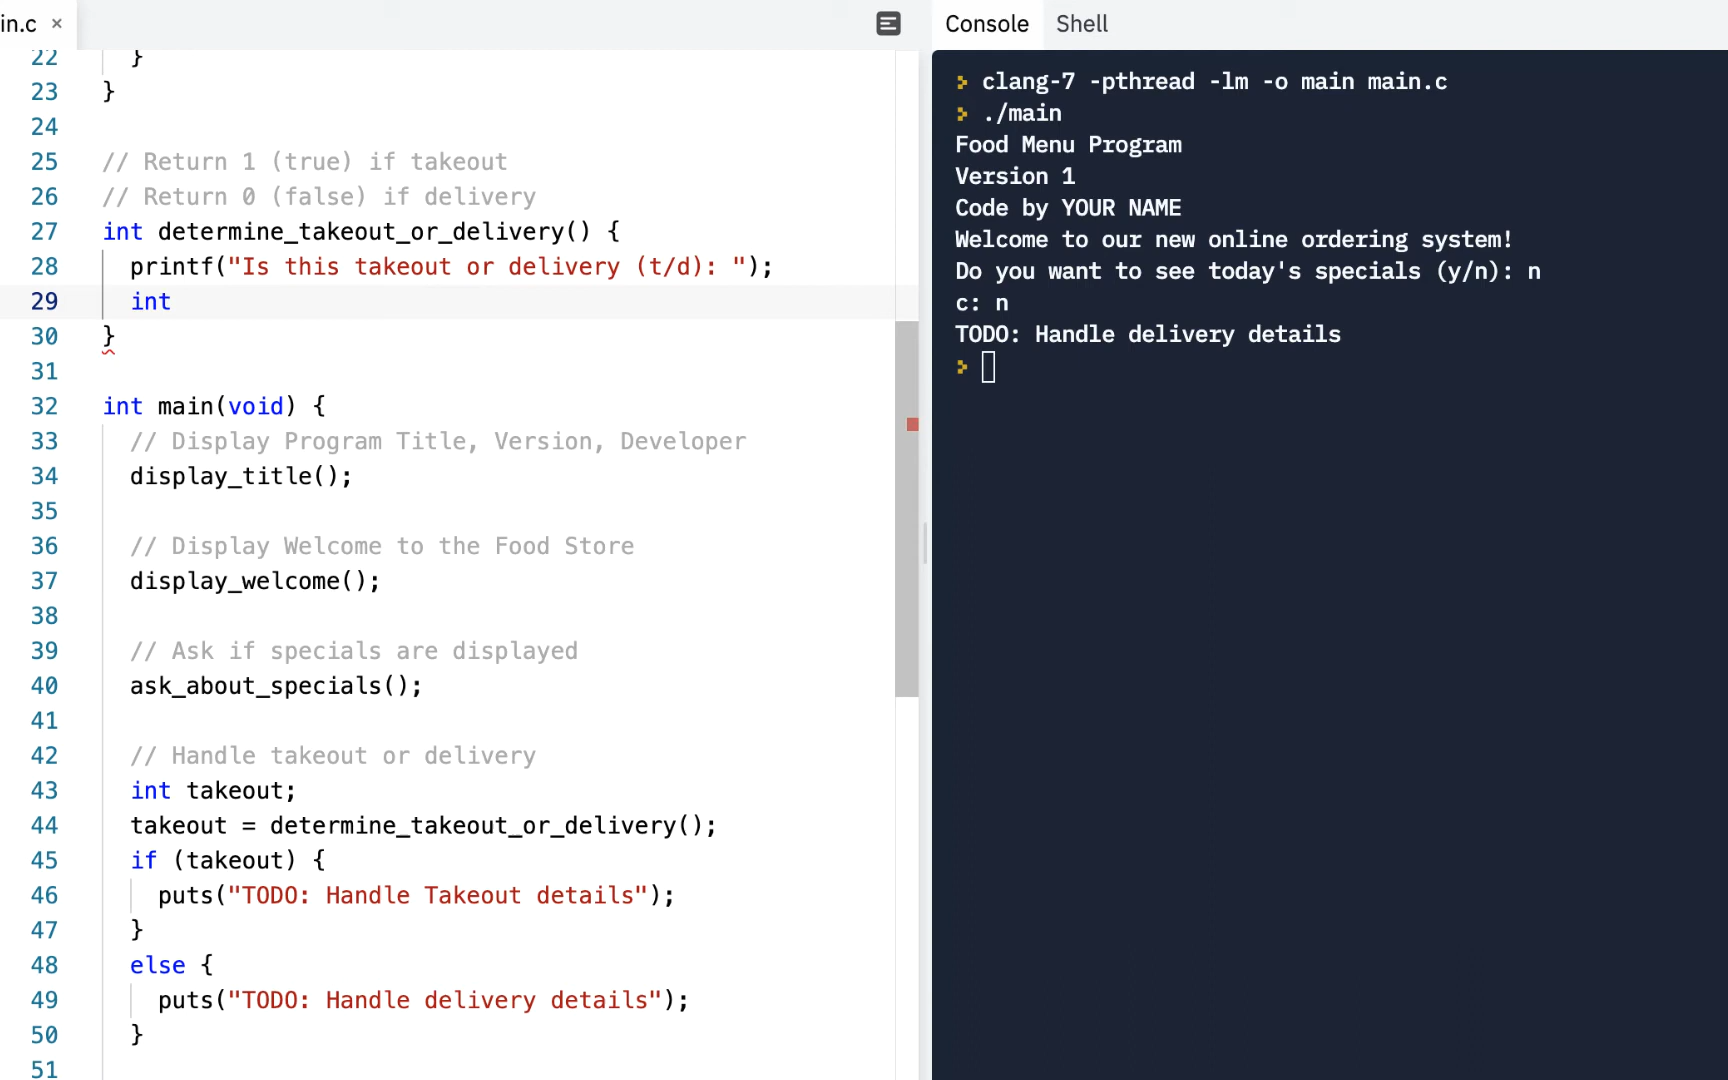 in.c ×
22 }
23 }
24
25 // Return 1 (true) if takeout
26 // Return 0 (false) if delivery
27 int determine_takeout_or_delivery() {
28 printf("Is this takeout or delivery (t/d): ");
29 int
30 }
31
32 int main(void) {
33 // Display Program Title, Version, Developer
34 display_title();
35
36 // Display Welcome to the Food Store
37 display_welcome();
38
39 // Ask if specials are displayed
40 ask_about_specials();
41
42 // Handle takeout or delivery
43 int takeout;
44 takeout = determine_takeout_or_delivery();
45 if (takeout) {
46 puts("TODO: Handle Takeout details");
47 }
48 else {
49 puts("TODO: Handle delivery details");
50 }
51
Console Shell
> clang-7 -pthread -lm -o main main.c
> ./main
Food Menu Program
Version 1
Code by YOUR NAME
Welcome to our new online ordering system!
Do you want to see today's specials (y/n): n
c: n
TODO: Handle delivery details
>